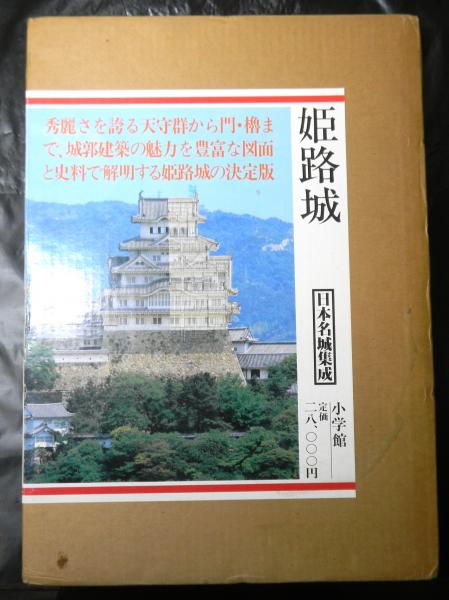 姫路城
秀麗さを誇る天守群から門・櫓ま
で、城郭建築の魅力を豊富な図面
と史料で解明する姫路城の決定版
日本名城集成
小学館
定価
二八、〇〇〇円